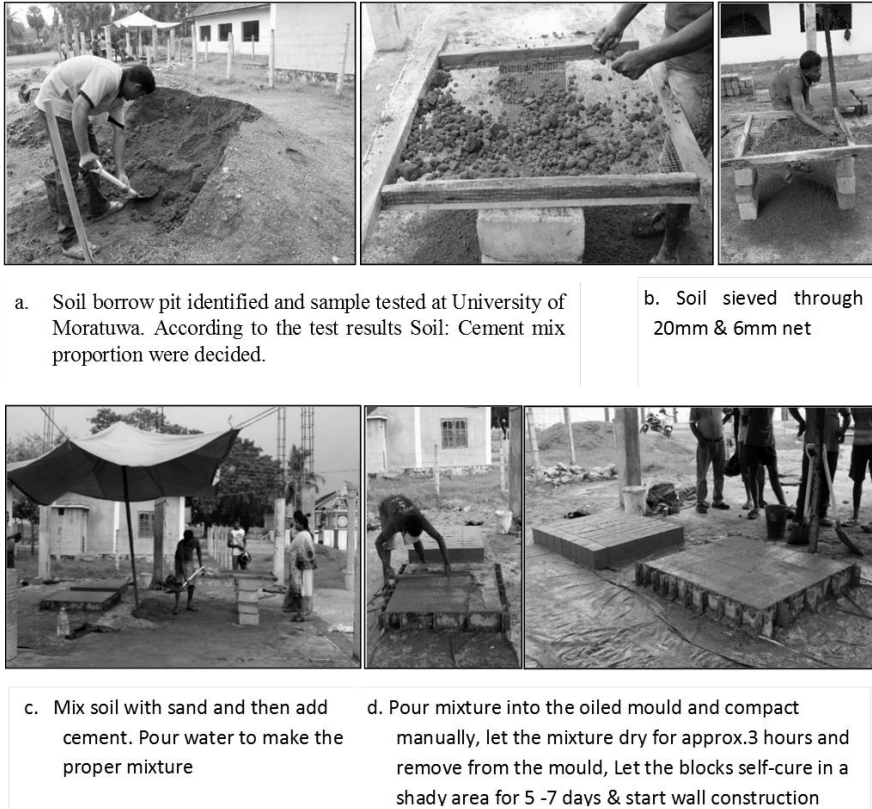 a. Soil borrow pit identified and sample tested at University of
Moratuwa. According to the test results Soil: Cement mix
proportion were decided.
b. Soil sieved through
20mm & 6mm net
c. Mix soil with sand and then add
cement. Pour water to make the
proper mixture
d. Pour mixture into the oiled mould and compact
manually, let the mixture dry for approx.3 hours and
remove from the mould, Let the blocks self-cure in a
shady area for 5 -7 days & start wall construction